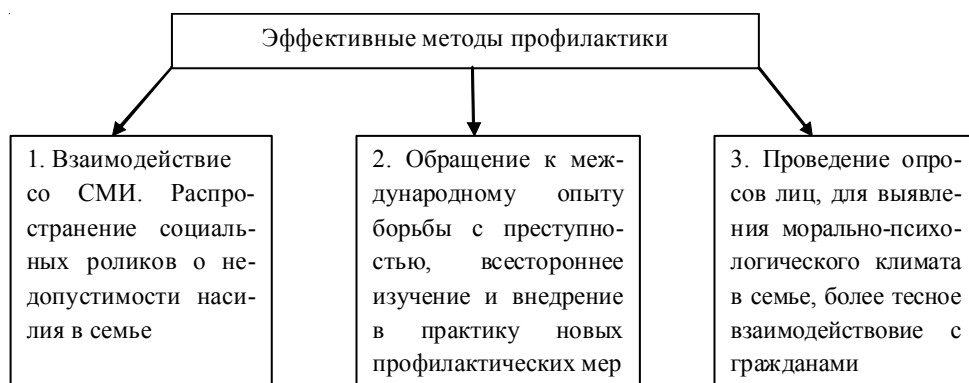 Эффективные методы профилактики
1. Взаимодействие
со СМИ. Распро-
странение социаль-
ных роликов о не-
допустимости наси-
лия в семье
2. Обращение к меж-
дународному опыту
борьбы с преступно-
стью, всестороннее
изучение и внедрение
в практику новых
профилактических мер
3. Проведение опро-
сов лиц, для выявле-
ния морально-психо-
логического климата
в семье, более тесное
взаимодействовие с
гражданами